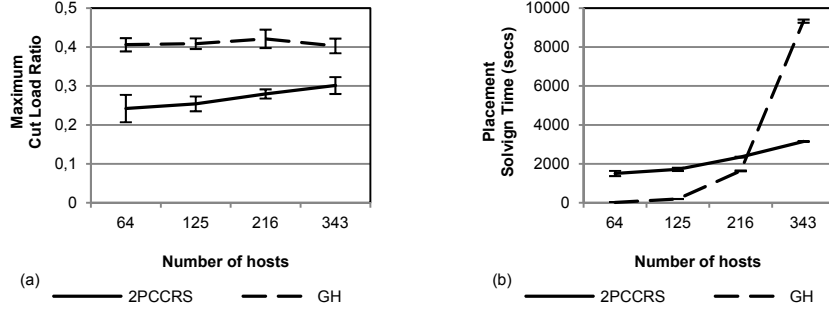 Maximum
Cut Load Ratio
0,5
0,4
0,3
0,2
0,1
0
64 125 216 343
Number of hosts
(a)
2PCCRS GH
Placement
Solvign Time (secs)
10000
8000
6000
4000
2000
0
64 125 216 343
Number of hosts
(b)
2PCCRS GH